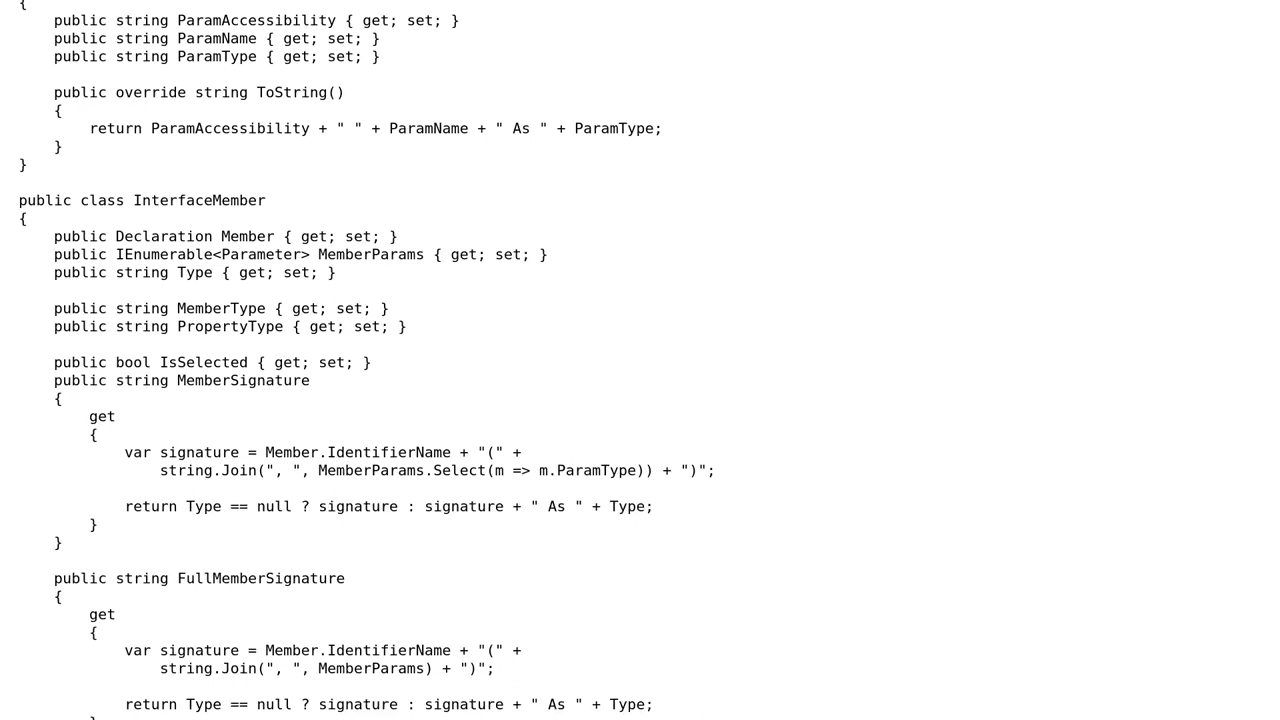 {
    public string ParamAccessibility { get; set; }
    public string ParamName { get; set; }
    public string ParamType { get; set; }

    public override string ToString()
    {
        return ParamAccessibility + " " + ParamName + " As " + ParamType;
    }
}

public class InterfaceMember
{
    public Declaration Member { get; set; }
    public IEnumerable<Parameter> MemberParams { get; set; }
    public string Type { get; set; }

    public string MemberType { get; set; }
    public string PropertyType { get; set; }

    public bool IsSelected { get; set; }
    public string MemberSignature
    {
        get
        {
            var signature = Member.IdentifierName + "(" +
                string.Join(", ", MemberParams.Select(m => m.ParamType)) + ")";

            return Type == null ? signature : signature + " As " + Type;
        }
    }

    public string FullMemberSignature
    {
        get
        {
            var signature = Member.IdentifierName + "(" +
                string.Join(", ", MemberParams) + ")";

            return Type == null ? signature : signature + " As " + Type;
        }